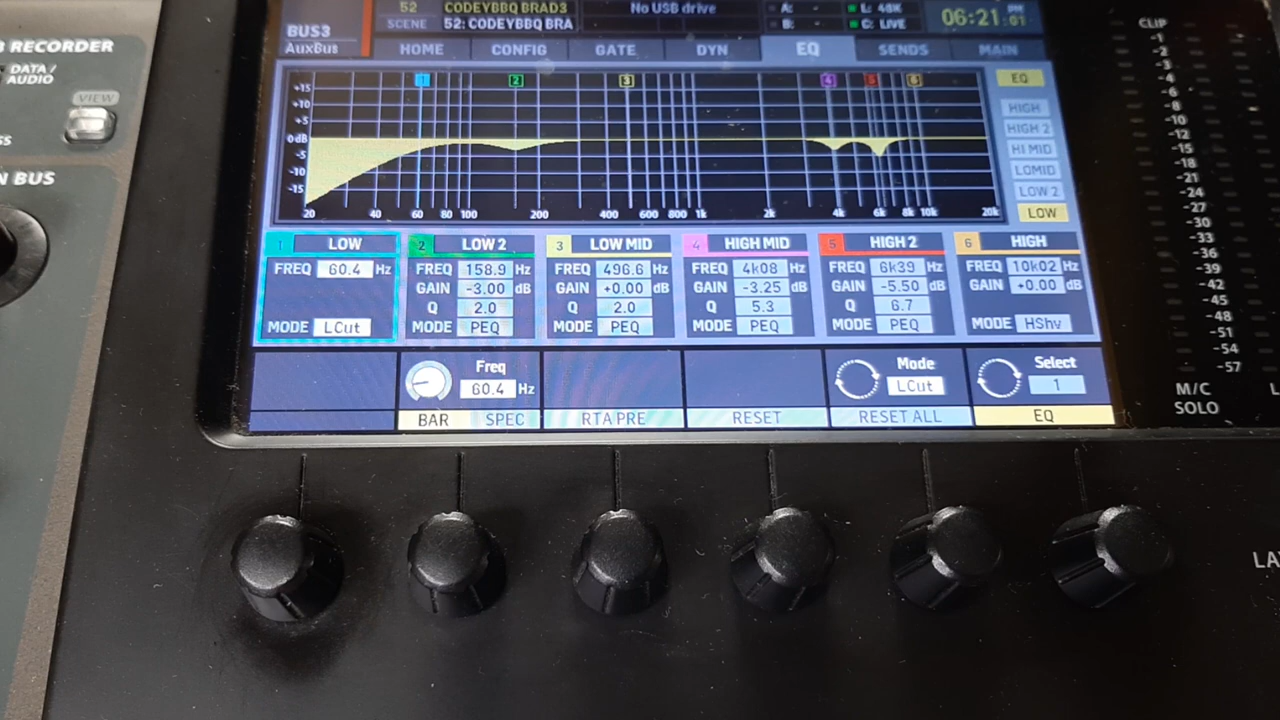 52 CODEYBBQ BRAD3 No USB drive A: - L: 48K
SCENE 52: CODEYBBQ BRA B: - C: LIVE 06:21:01 PM
BUS3
AuxBus
HOME CONFIG GATE DYN EQ SENDS MAIN
RECORDER
DATA/
AUDIO
VIEW
N BUS
+15
+10
+5
0dB
-5
-10
-15
1 2 3 4 5 6
20 40 60 80 100 200 400 600 800 1k 2k 4k 6k 8k 10k 20k
EQ
HIGH
HIGH 2
HI MID
LOMID
LOW 2
LOW
1 LOW
FREQ 60.4 Hz
MODE LCut
2 LOW 2
FREQ 158.9 Hz
GAIN -3.00 dB
Q 2.0
MODE PEQ
3 LOW MID
FREQ 496.6 Hz
GAIN +0.00 dB
Q 2.0
MODE PEQ
4 HIGH MID
FREQ 4k08 Hz
GAIN -3.25 dB
Q 5.3
MODE PEQ
5 HIGH 2
FREQ 6k39 Hz
GAIN -5.50 dB
Q 6.7
MODE PEQ
6 HIGH
FREQ 10k02 Hz
GAIN +0.00 dB
MODE HShv
Freq
60.4 Hz
Mode
LCut
Select
1
BAR SPEC RTA PRE RESET RESET ALL EQ
CLIP
-1
-2
-3
-4
-6
-8
-10
-12
-15
-18
-21
-24
-27
-30
-33
-36
-39
-42
-45
-48
-51
-54
-57
M/C
SOLO